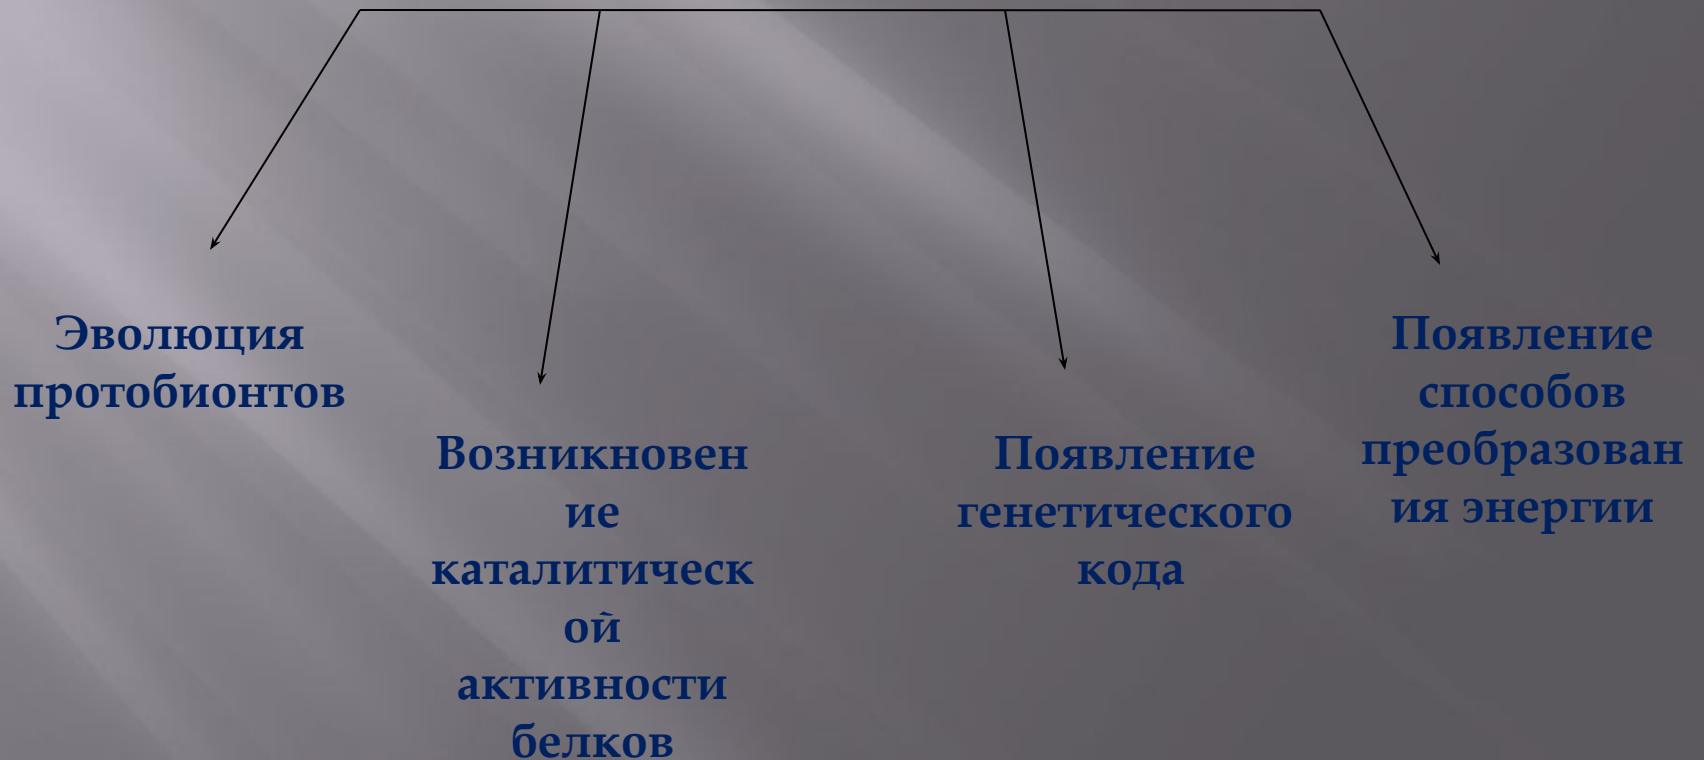 Эволюция
протобионтов
Возникновен
ие
каталитическ
ой
активности
белков
Появление
генетического
кода
Появление
способов
преобразован
ия энергии